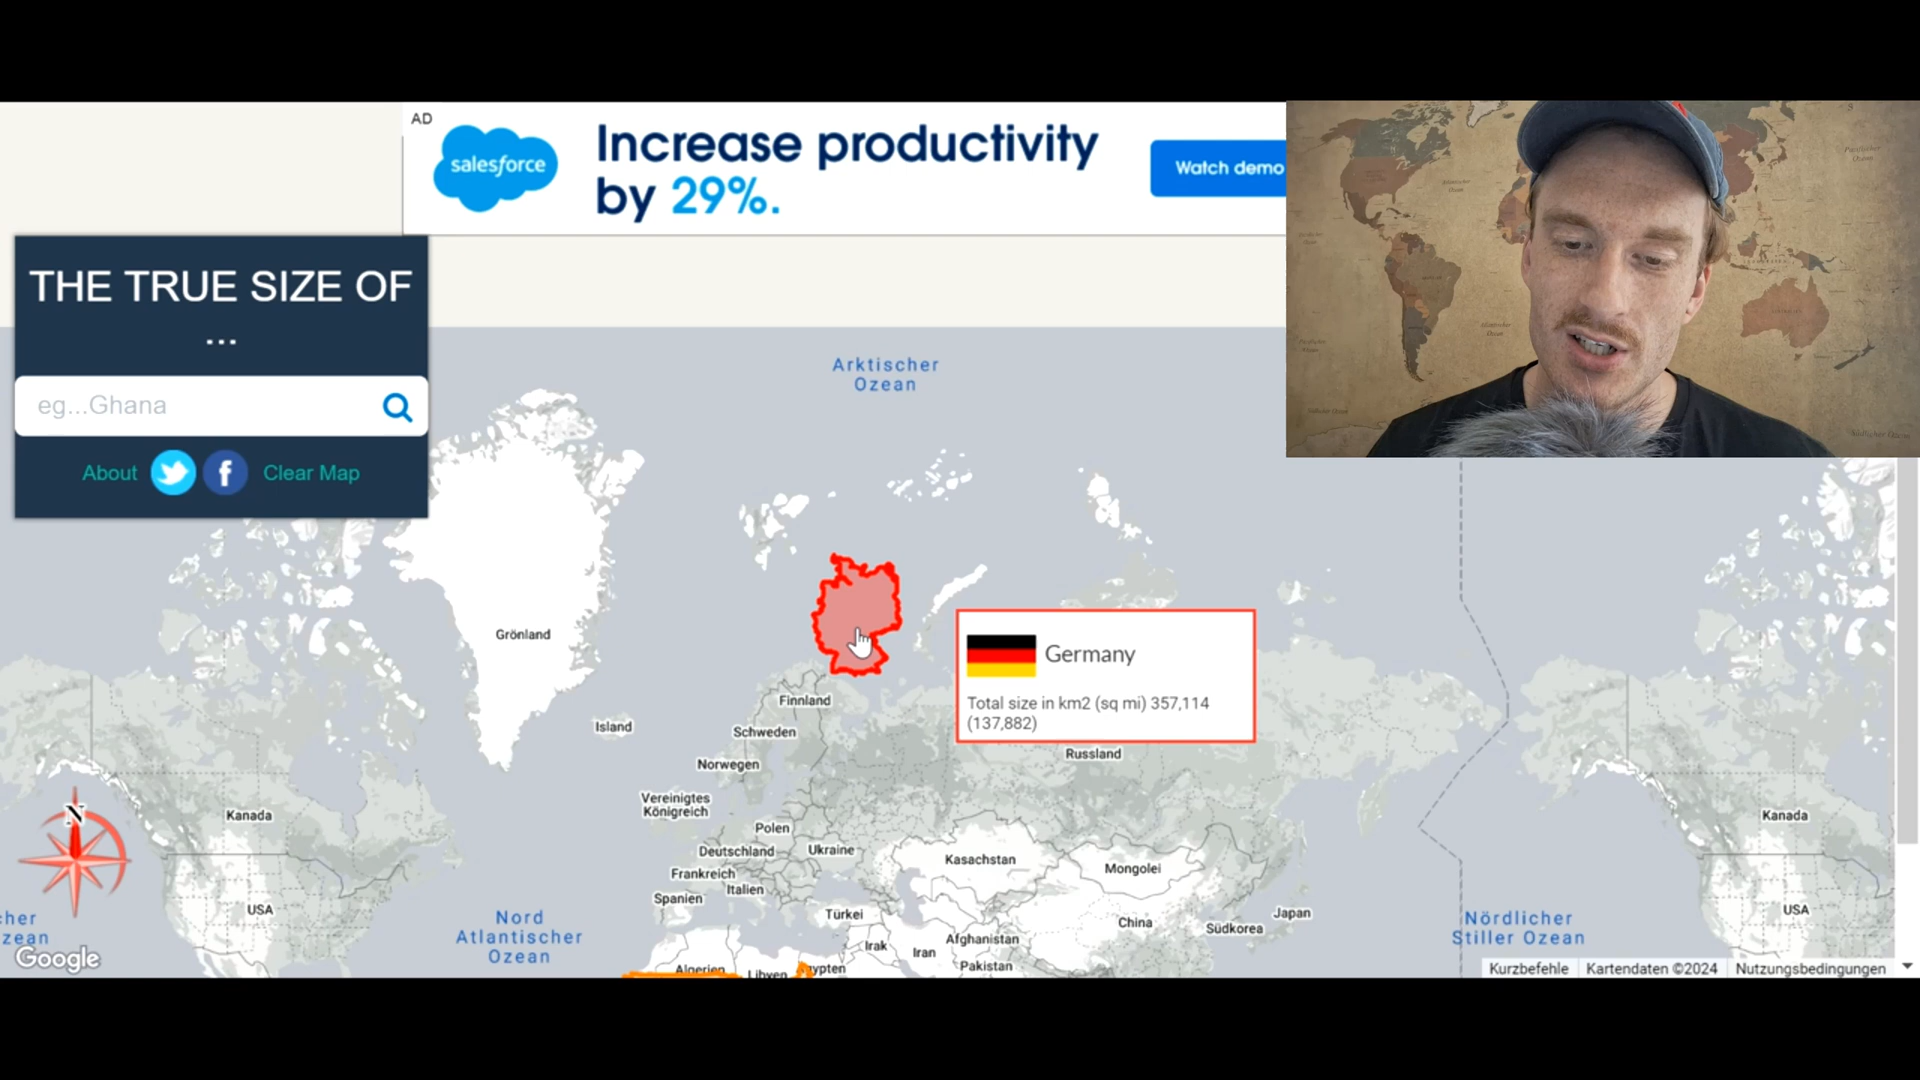 AD
salesforce
Increase productivity
by 29%.
Watch demo
THE TRUE SIZE OF
...
eg...Ghana
About
f
Clear Map
Arktischer
Ozean
Grönland
Germany
Total size in km2 (sq mi) 357,114
(137,882)
Finnland
Island
Schweden
Norwegen
Russland
Vereinigtes
Königreich
Kanada
Kanada
Polen
Deutschland
Ukraine
Kasachstan
Mongolei
Frankreich
Italien
Spanien
USA
USA
Türkei
China
Japan
Südkorea
Nord
Atlantischer
Ozean
Irak
Iran
Afghanistan
Pakistan
Algerien
Libyen
ypten
Nördlicher
Stiller Ozean
N
cher
zean
Google
Kurzbefehle
Kartendaten ©2024
Nutzungsbedingungen